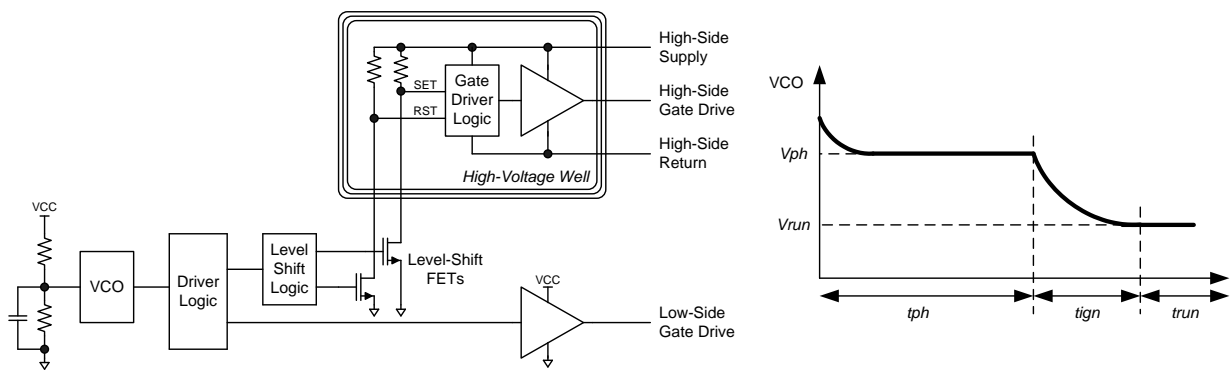 High-Side
Supply
SET
Gate
Driver
Logic
High-Side
Gate Drive
RST
High-Side
Return
High-Voltage Well
VCC
VCO
Driver
Logic
Level
Shift
Logic
Level-Shift
FETs
VCC
Low-Side
Gate Drive
VCO
Vph
Vrun
tph
tign
trun